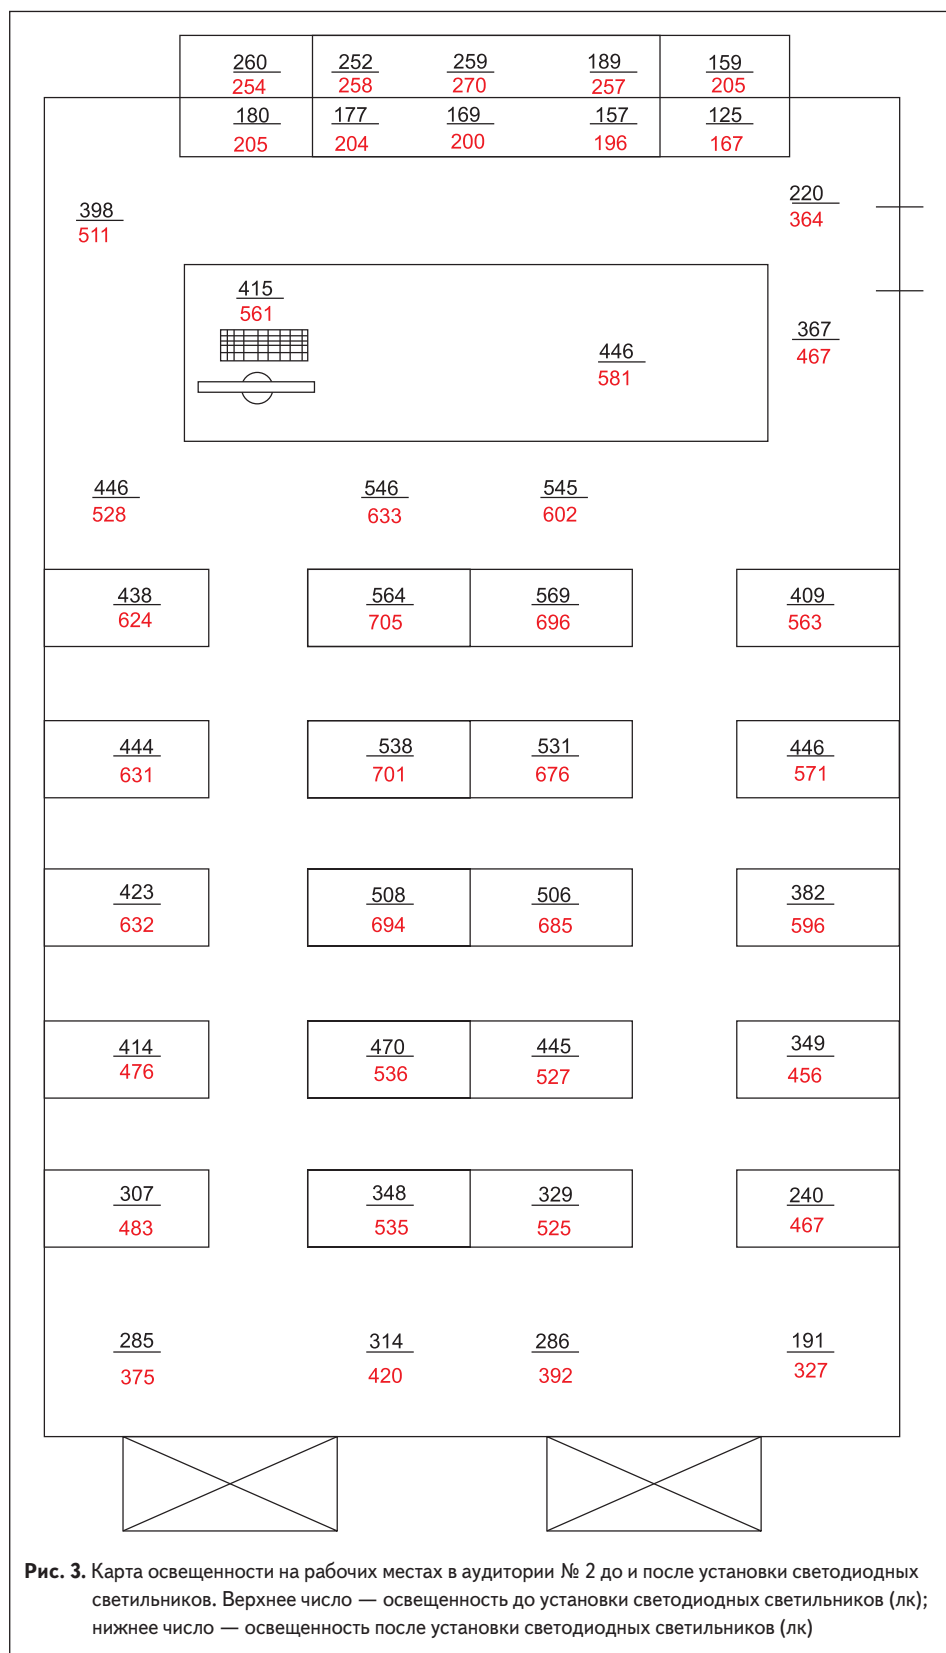 260 252 259 189 159
254 258 270 257 205
180 177 169 157 125
205 204 200 196 167
398 220
511 364
415
561
446 367
581 467
446 546 545
528 633 602
438 564 569 409
624 705 696 563
444 538 531 446
631 701 676 571
423 508 506 382
632 694 685 596
414 470 445 349
476 536 527 456
307 348 329 240
483 535 525 467
285 314 286 191
375 420 392 327
Рис. 3. Карта освещенности на рабочих местах в аудитории № 2 до и после установки светодиодных
светильников. Верхнее число — освещенность до установки светодиодных светильников (лк);
нижнее число — освещенность после установки светодиодных светильников (лк)